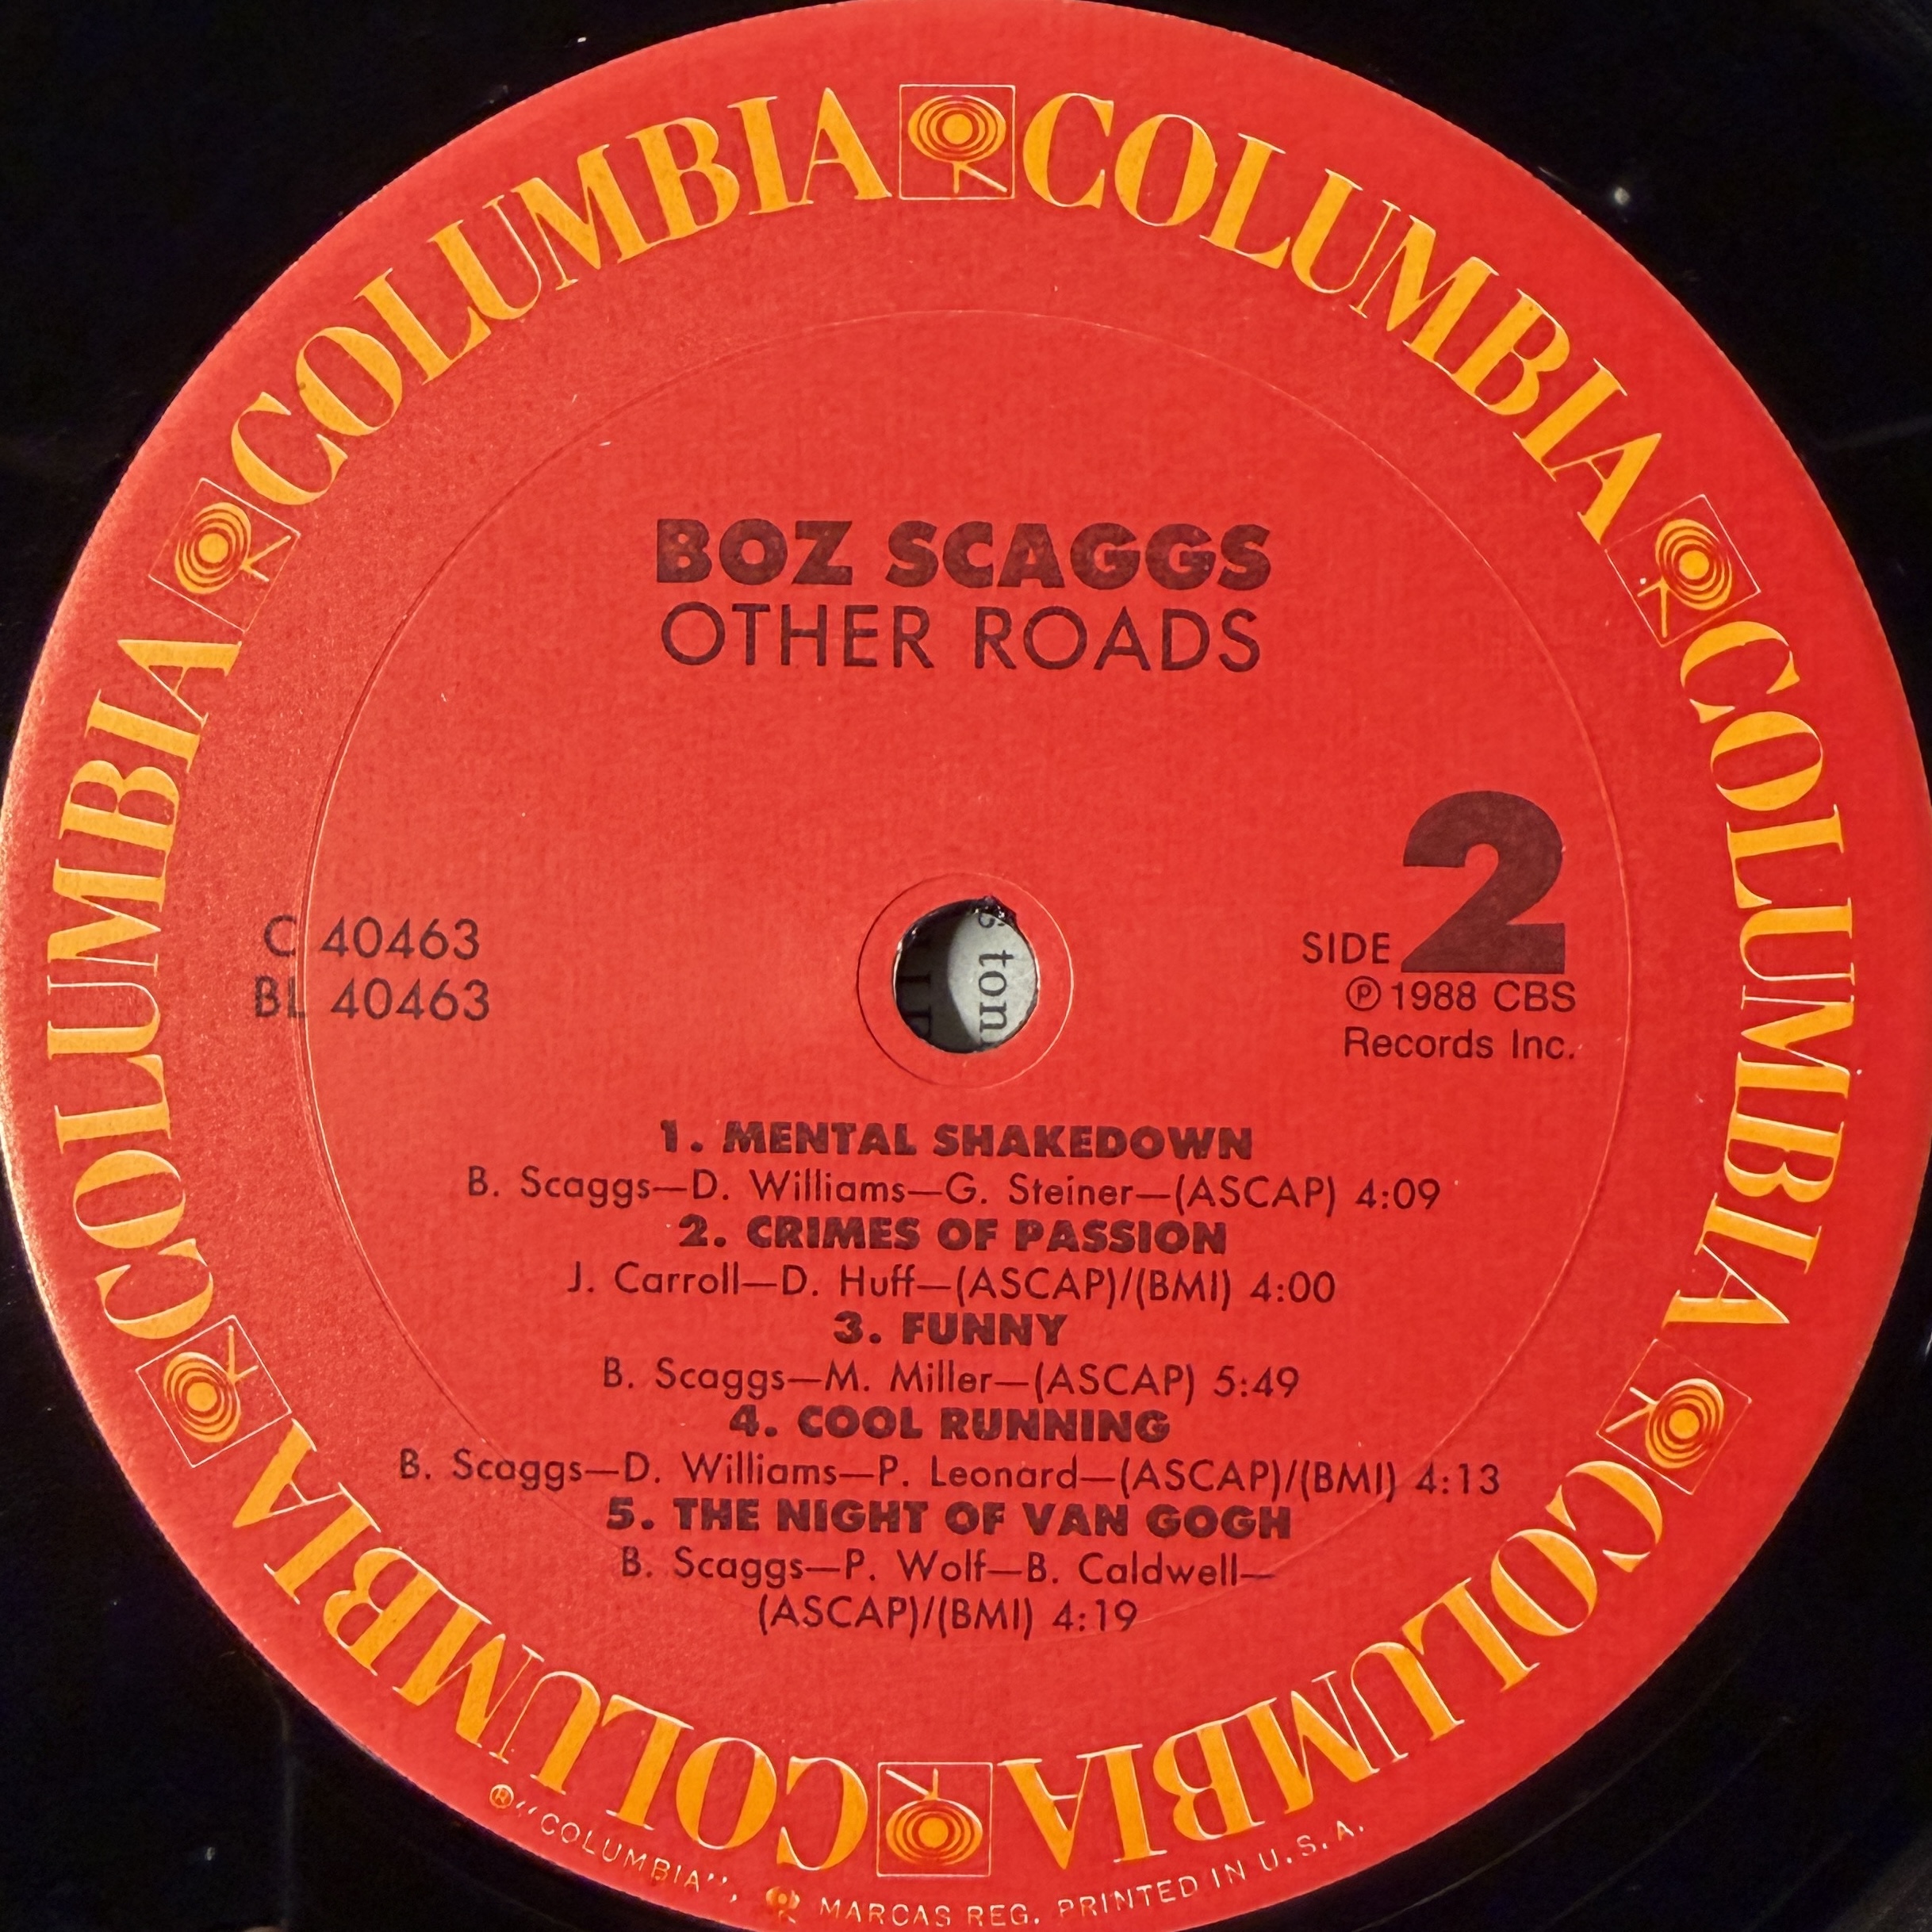 COLUMBIA COLUMBIA COLUMBIA COLUMBIA COLUMBIA COLUMBIA
BOZ SCAGGS
OTHER ROADS
C 40463
BL 40463
SIDE 2
℗ 1988 CBS
Records Inc.
1. MENTAL SHAKEDOWN
B. Scaggs—D. Williams—G. Steiner—(ASCAP) 4:09
2. CRIMES OF PASSION
J. Carroll—D. Huff—(ASCAP)/(BMI) 4:00
3. FUNNY
B. Scaggs—M. Miller—(ASCAP) 5:49
4. COOL RUNNING
B. Scaggs—D. Williams—P. Leonard—(ASCAP)/(BMI) 4:13
5. THE NIGHT OF VAN GOGH
B. Scaggs—P. Wolf—B. Caldwell—
(ASCAP)/(BMI) 4:19
® "COLUMBIA", MARCAS REG. PRINTED IN U.S.A.